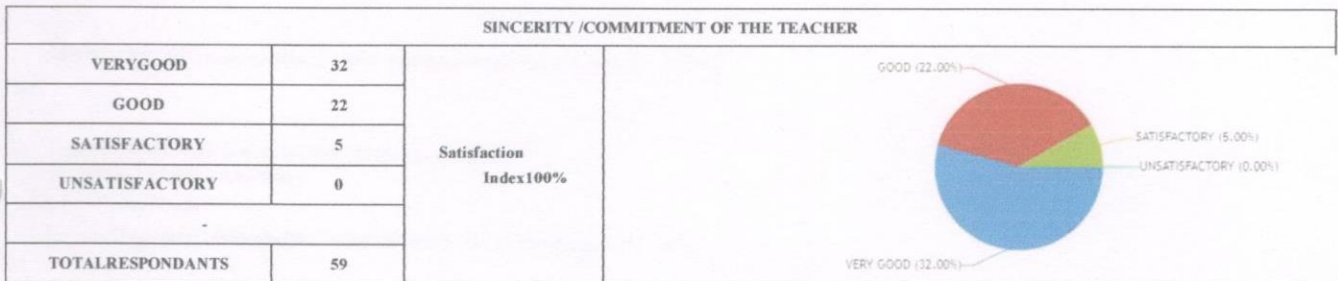 SINCERITY /COMMITMENT OF THE TEACHER
VERYGOOD 32
GOOD 22
SATISFACTORY 5
UNSATISFACTORY 0
-
TOTALRESPONDANTS 59
Satisfaction
Index100%
GOOD (22.00%)
SATISFACTORY (5.00%)
UNSATISFACTORY (0.00%)
VERY GOOD (32.00%)